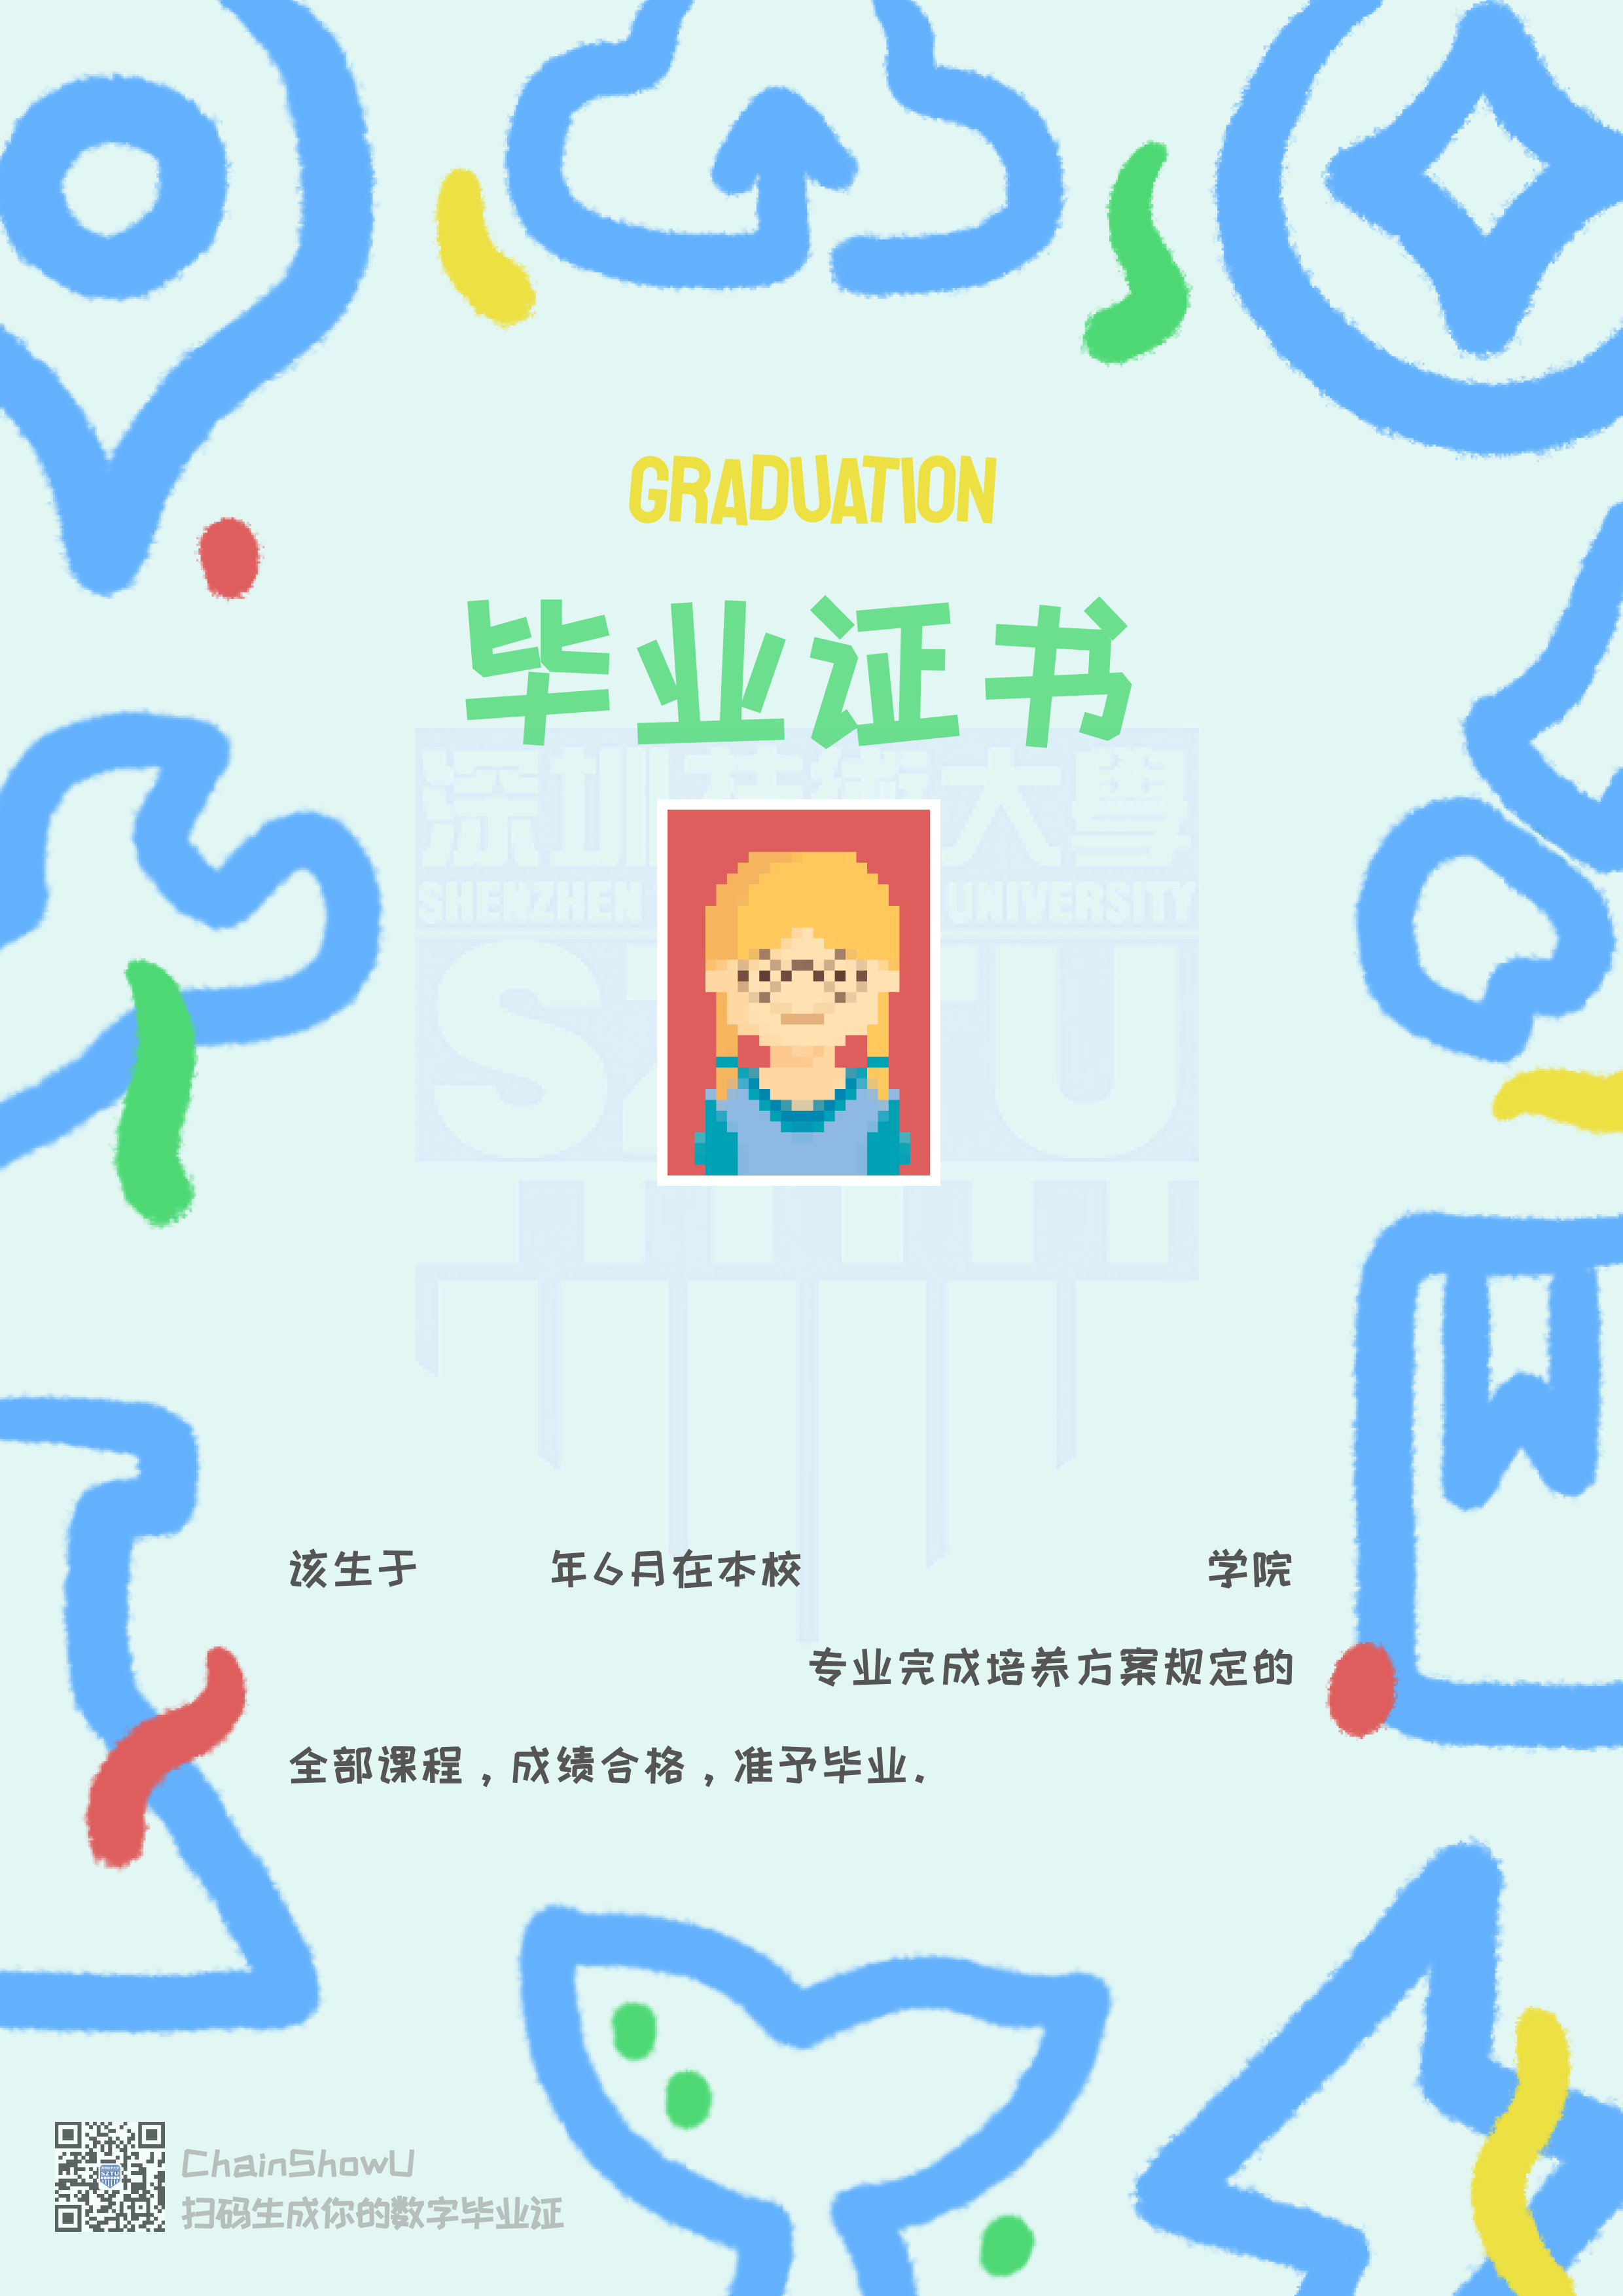 GRADUATION
毕业证书
深圳技術大學
SHENZHEN UNIVERSITY
SZTU
该生于 年6月在本校 学院
专业完成培养方案规定的
全部课程，成绩合格，准予毕业.
ChainShowU
扫码生成你的数字毕业证